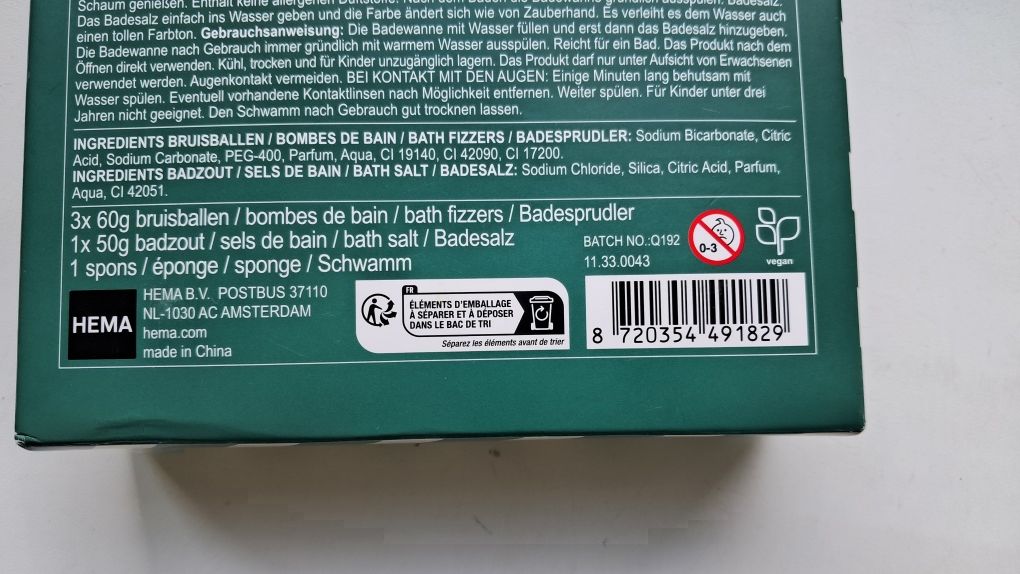 Schaum genießen. Enthält keine allergenen Duftstoffe. Nach dem Baden die Badewanne gründlich ausspülen. Badesalz:
Das Badesalz einfach ins Wasser geben und die Farbe ändert sich wie von Zauberhand. Es verleiht es dem Wasser auch
einen tollen Farbton. Gebrauchsanweisung: Die Badewanne mit Wasser füllen und erst dann das Badesalz hinzugeben.
Die Badewanne nach Gebrauch immer gründlich mit warmem Wasser ausspülen. Reicht für ein Bad. Das Produkt nach dem
Öffnen direkt verwenden. Kühl, trocken und für Kinder unzugänglich lagern. Das Produkt darf nur unter Aufsicht von Erwachsenen
verwendet werden. Augenkontakt vermeiden. BEI KONTAKT MIT DEN AUGEN: Einige Minuten lang behutsam mit
Wasser spülen. Eventuell vorhandene Kontaktlinsen nach Möglichkeit entfernen. Weiter spülen. Für Kinder unter drei
Jahren nicht geeignet. Den Schwamm nach Gebrauch gut trocknen lassen.
INGREDIENTS BRUISBALLEN / BOMBES DE BAIN / BATH FIZZERS / BADESPRUDLER: Sodium Bicarbonate, Citric
Acid, Sodium Carbonate, PEG-400, Parfum, Aqua, CI 19140, CI 42090, CI 17200.
INGREDIENTS BADZOUT / SELS DE BAIN / BATH SALT / BADESALZ: Sodium Chloride, Silica, Citric Acid, Parfum,
Aqua, CI 42051.
3x 60g bruisballen / bombes de bain / bath fizzers / Badesprudler
1x 50g badzout / sels de bain / bath salt / Badesalz
1 spons / éponge / sponge / Schwamm
BATCH NO.:Q192
11.33.0043
0-3
vegan
HEMA
HEMA B.V. POSTBUS 37110
NL-1030 AC AMSTERDAM
hema.com
made in China
FR
ÉLÉMENTS D'EMBALLAGE
À SÉPARER ET À DÉPOSER
DANS LE BAC DE TRI
Séparez les éléments avant de trier
8 720354 491829